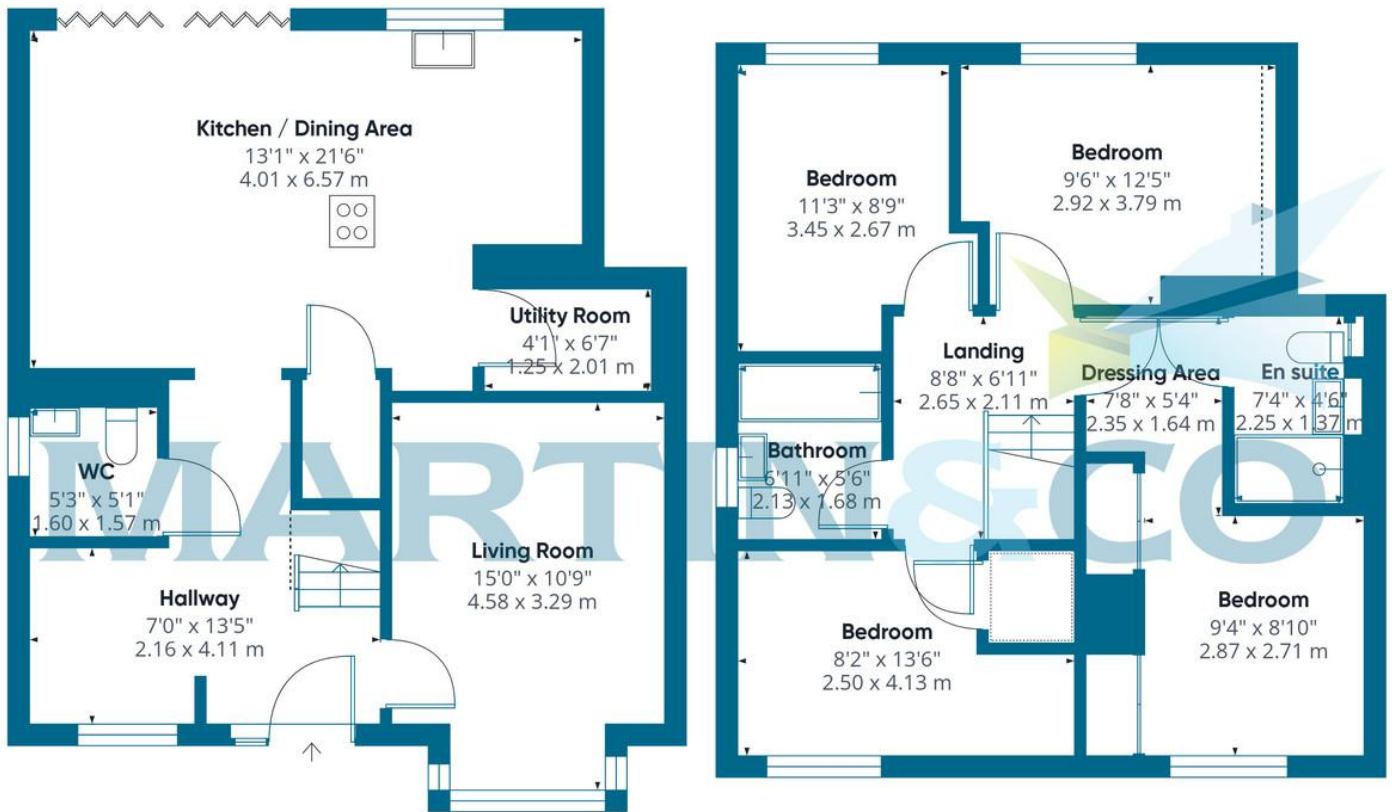 Kitchen / Dining Area
13'1" x 21'6"
4.01 x 6.57 m
Utility Room
4'1" x 6'7"
1.25 x 2.01 m
WC
5'3" x 5'1"
1.60 x 1.57 m
Living Room
15'0" x 10'9"
4.58 x 3.29 m
Hallway
7'0" x 13'5"
2.16 x 4.11 m
Bedroom
11'3" x 8'9"
3.45 x 2.67 m
Bedroom
9'6" x 12'5"
2.92 x 3.79 m
Landing
8'8" x 6'11"
2.65 x 2.11 m
Dressing Area
7'8" x 5'4"
2.35 x 1.64 m
En suite
7'4" x 4'6"
2.25 x 1.37 m
Bathroom
6'11" x 5'6"
2.13 x 1.68 m
Bedroom
8'2" x 13'6"
2.50 x 4.13 m
Bedroom
9'4" x 8'10"
2.87 x 2.71 m
MARTIN&CO